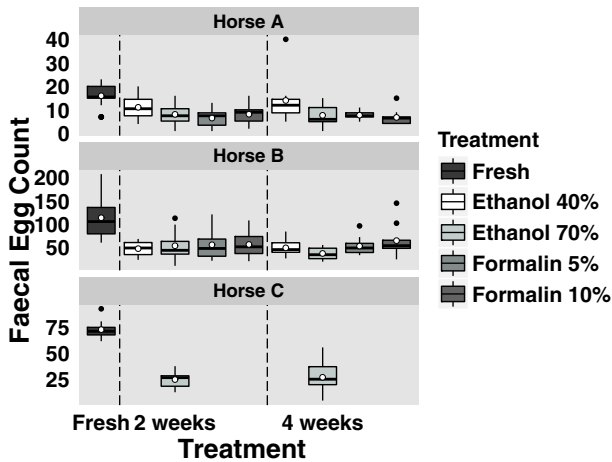 Horse A
40
30
20
10
0
Horse B
200
150
100
50
Horse C
75
50
25
Faecal Egg Count
Fresh 2 weeks 4 weeks
Treatment
Treatment
Fresh
Ethanol 40%
Ethanol 70%
Formalin 5%
Formalin 10%